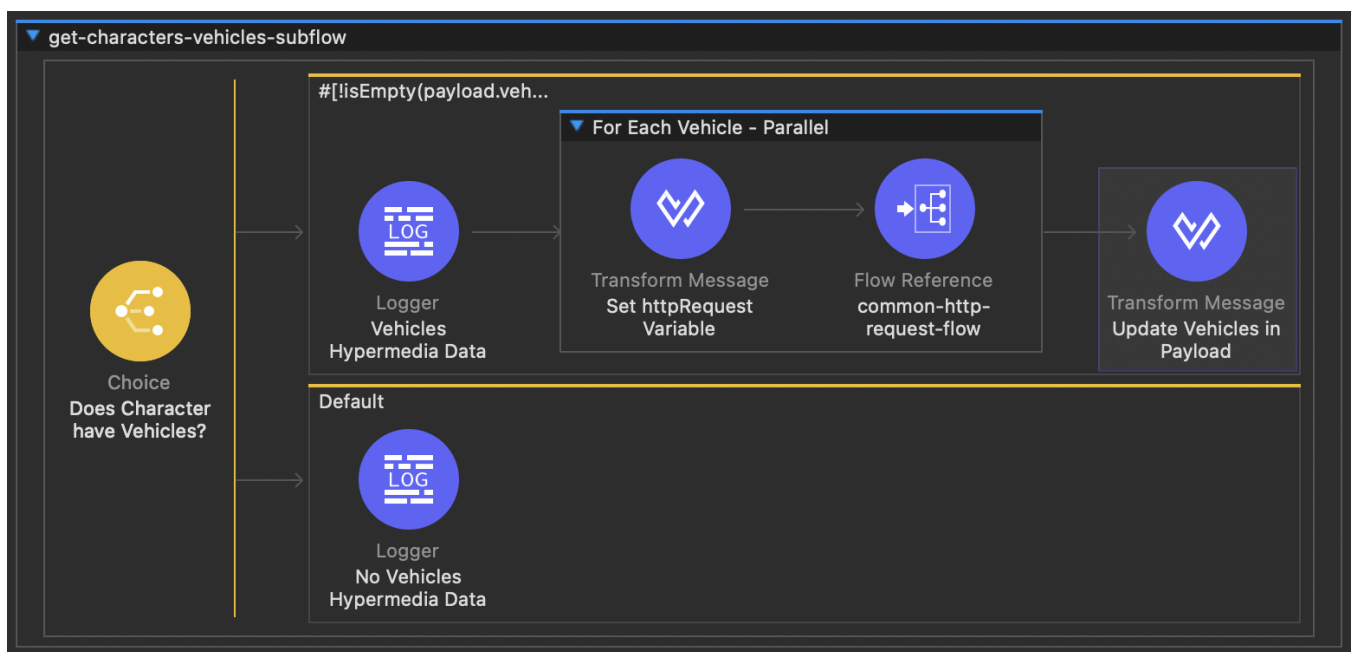 get-characters-vehicles-subflow
#[!isEmpty(payload.veh...
For Each Vehicle - Parallel
LOG
Transform Message
Set httpRequest
Variable
Flow Reference
common-http-
request-flow
Logger
Vehicles
Hypermedia Data
Transform Message
Update Vehicles in
Payload
Choice
Does Character
have Vehicles?
Default
LOG
Logger
No Vehicles
Hypermedia Data